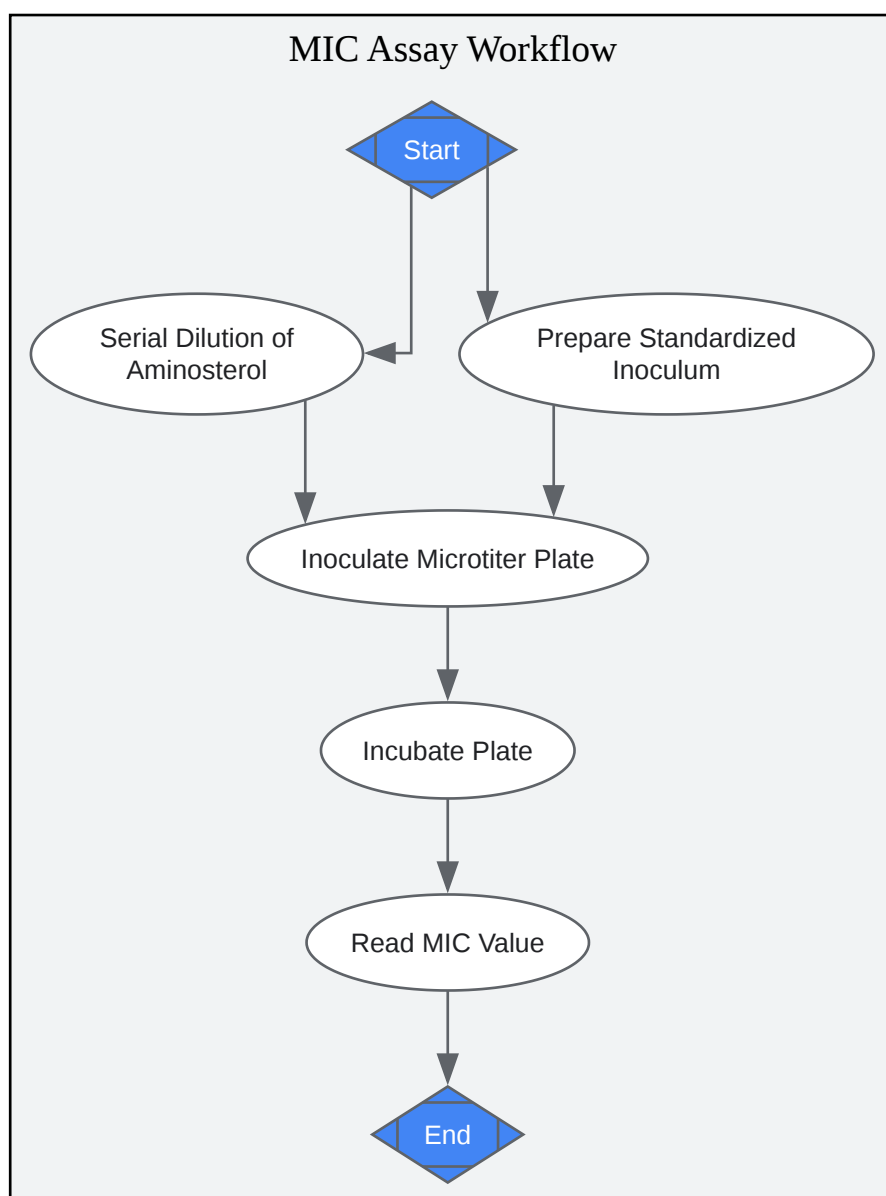 MIC Assay Workflow
Start
Serial Dilution of
Aminosterol
Prepare Standardized
Inoculum
Inoculate Microtiter Plate
Incubate Plate
Read MIC Value
End